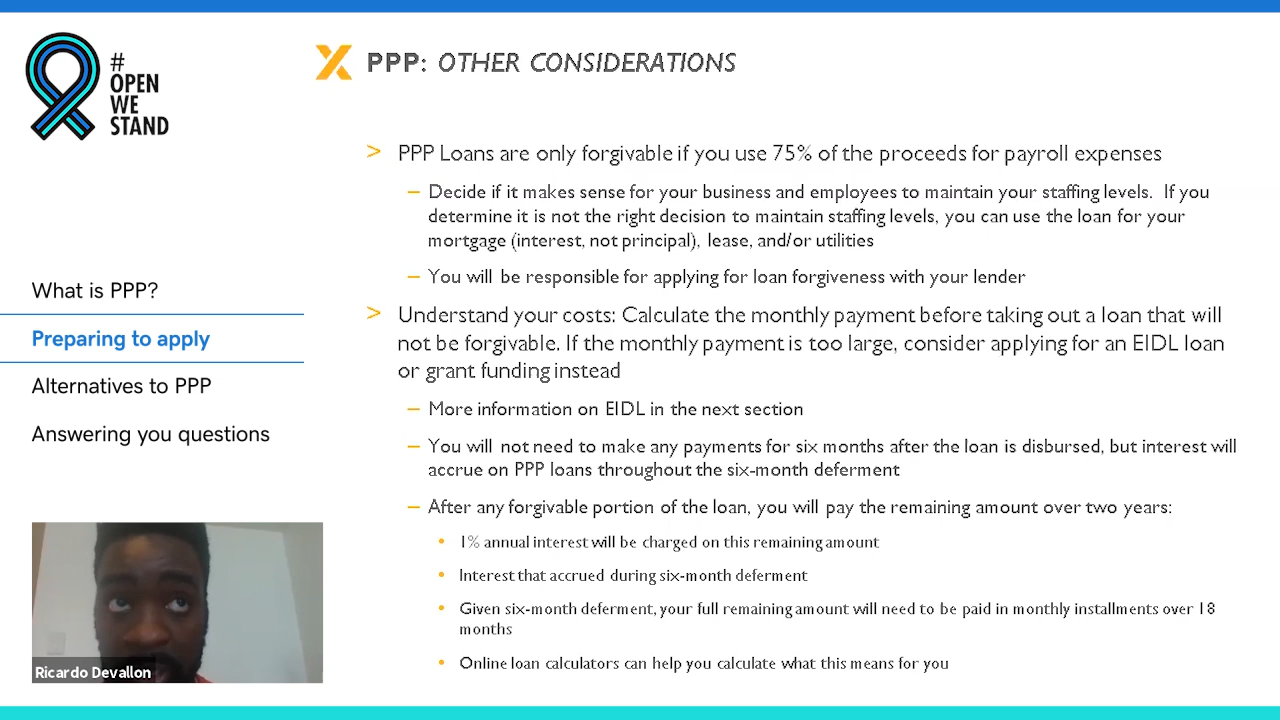 #
OPEN
WE
STAND
PPP: OTHER CONSIDERATIONS
> PPP Loans are only forgivable if you use 75% of the proceeds for payroll expenses
– Decide if it makes sense for your business and employees to maintain your staffing levels. If you
determine it is not the right decision to maintain staffing levels, you can use the loan for your
mortgage (interest, not principal), lease, and/or utilities
– You will be responsible for applying for loan forgiveness with your lender
> Understand your costs: Calculate the monthly payment before taking out a loan that will
not be forgivable. If the monthly payment is too large, consider applying for an EIDL loan
or grant funding instead
– More information on EIDL in the next section
– You will not need to make any payments for six months after the loan is disbursed, but interest will
accrue on PPP loans throughout the six-month deferment
– After any forgivable portion of the loan, you will pay the remaining amount over two years:
• 1% annual interest will be charged on this remaining amount
• Interest that accrued during six-month deferment
• Given six-month deferment, your full remaining amount will need to be paid in monthly installments over 18
months
• Online loan calculators can help you calculate what this means for you
What is PPP?
Preparing to apply
Alternatives to PPP
Answering you questions
Ricardo Devallon